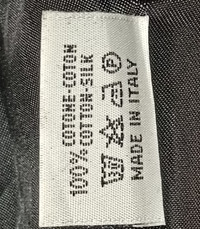 COTONE-COTON
100% COTTON-SILK
MADE IN ITALY